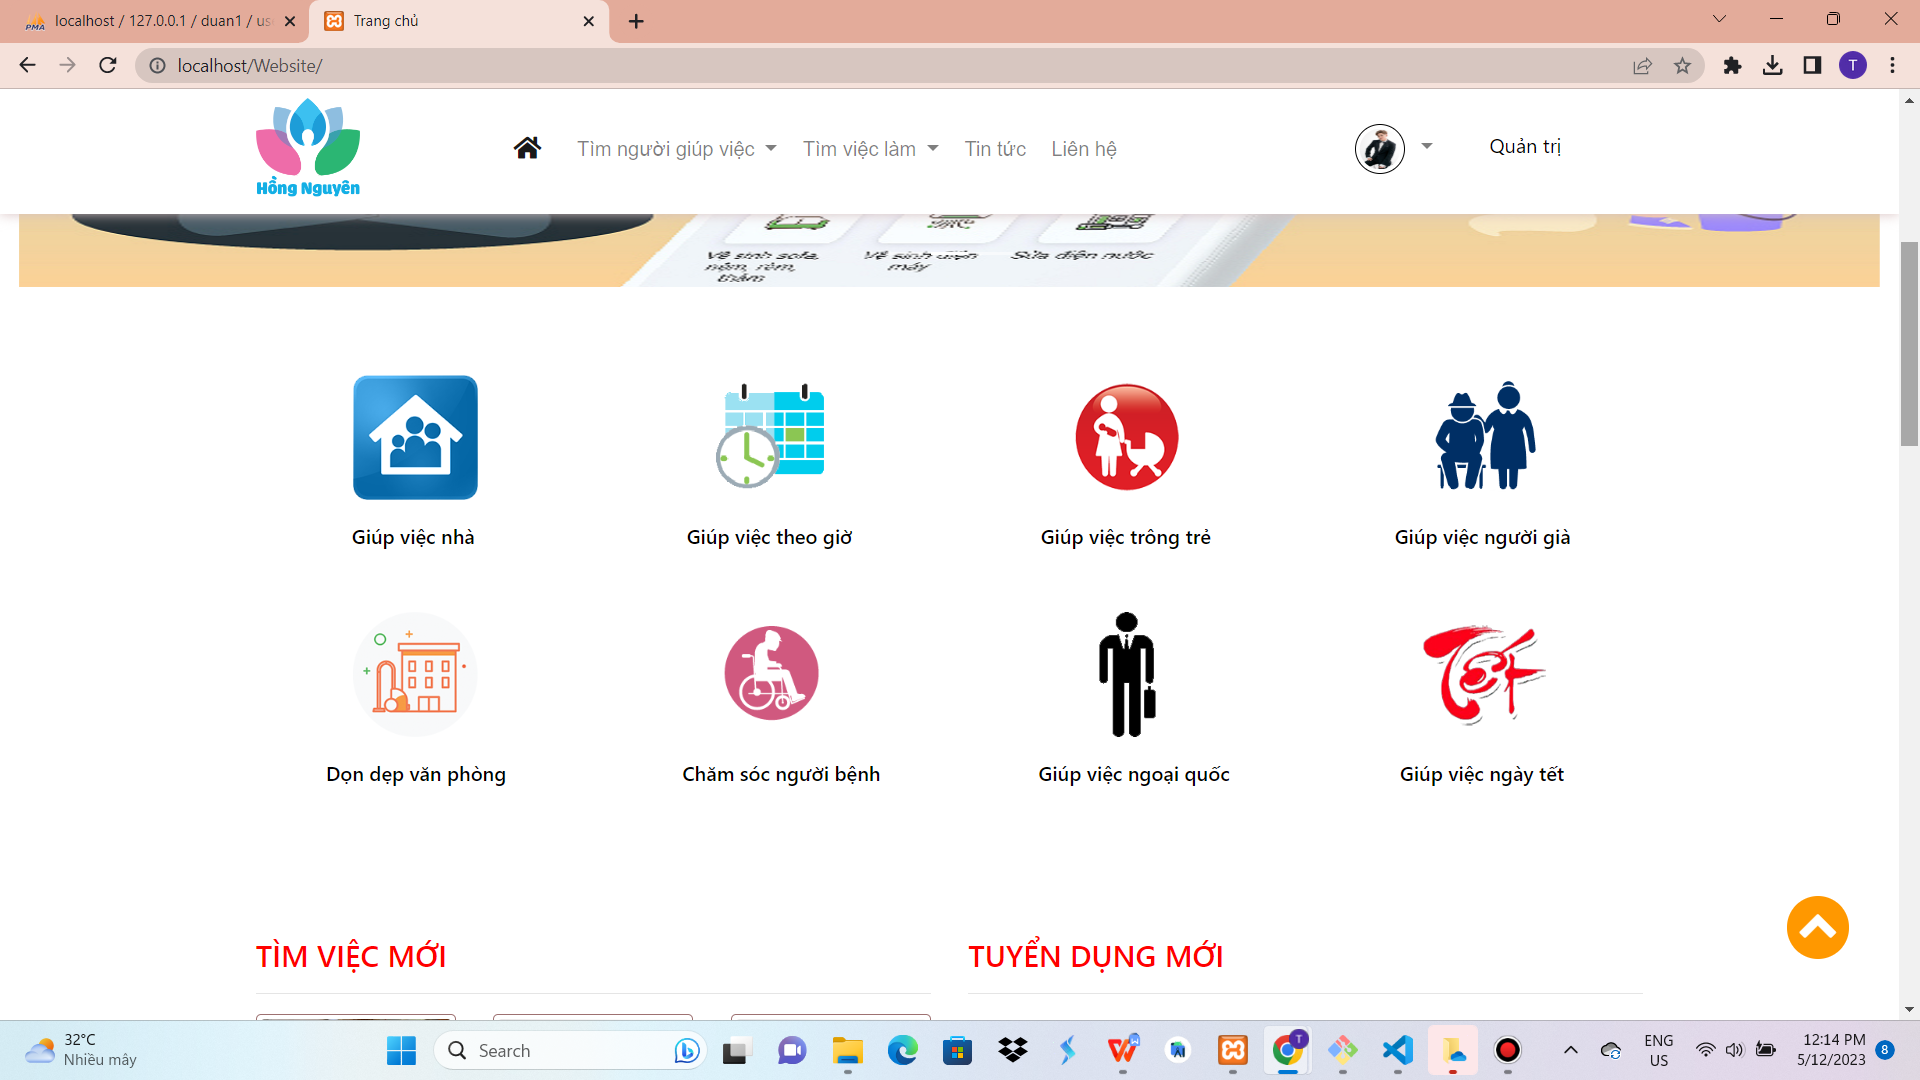 localhost / 127.0.0.1 / duan1 / us
Trang chủ
localhost/Website/
T
Hồng Nguyên
Tìm người giúp việc
Tìm việc làm
Tin tức
Liên hệ
Quản trị
Vệ sinh sofa, nệm, rèm, thảm
Vệ sinh điện máy
Sửa điện nước
Giúp việc nhà
Giúp việc theo giờ
Giúp việc trông trẻ
Giúp việc người già
Tết
Dọn dẹp văn phòng
Chăm sóc người bệnh
Giúp việc ngoại quốc
Giúp việc ngày tết
TÌM VIỆC MỚI
TUYỂN DỤNG MỚI
32°C
Nhiều mây
Search
T
ENG
US
12:14 PM
5/12/2023
8